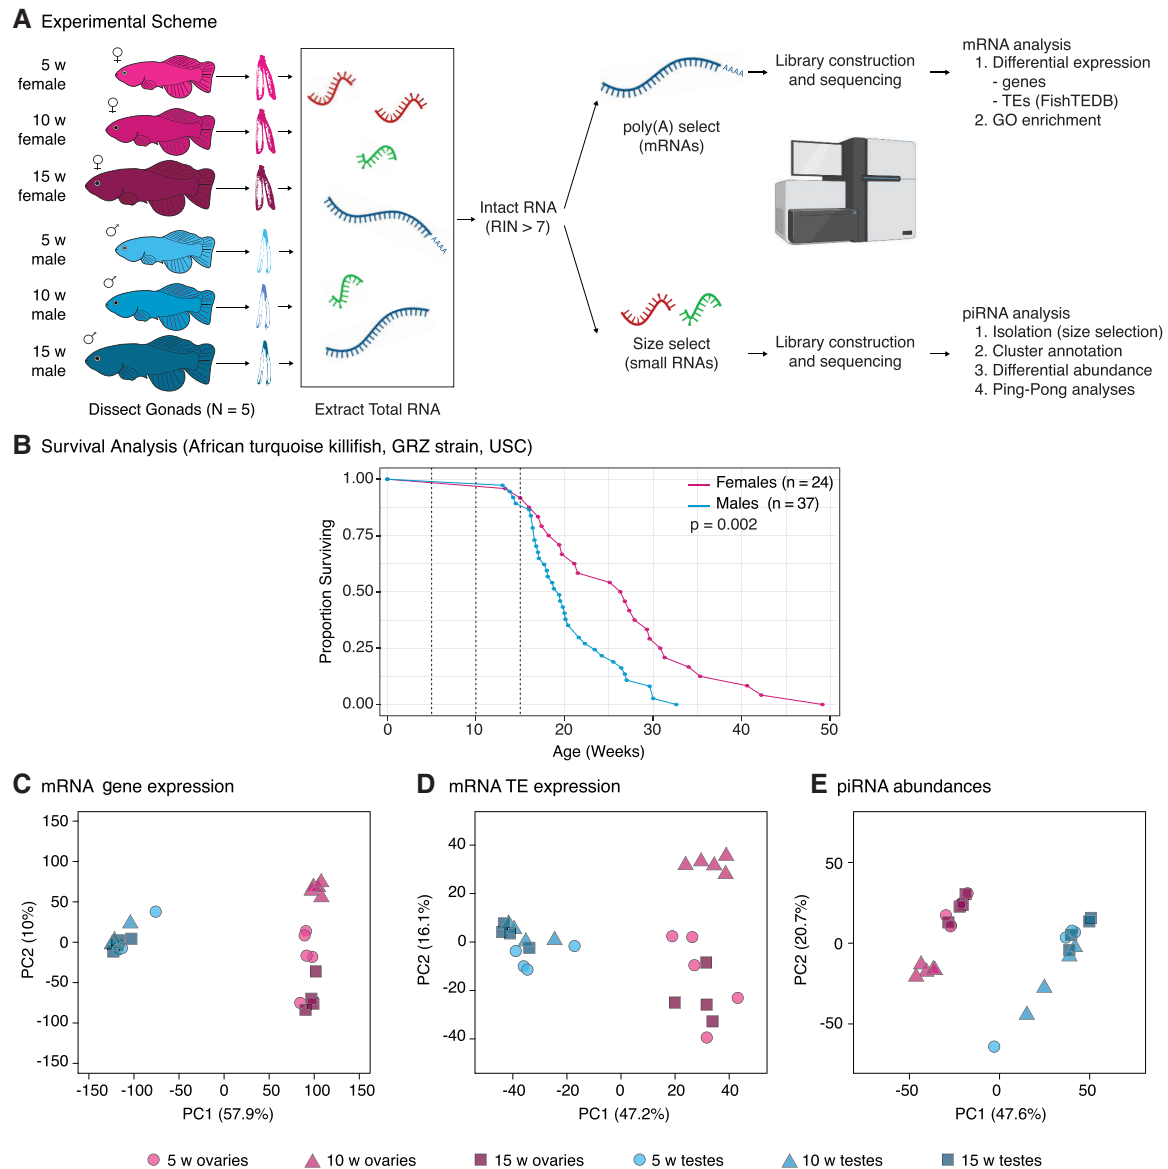 A Experimental Scheme
5 w
female
♀
10 w
female
♀
15 w
female
♀
5 w
male
♂
10 w
male
♂
15 w
male
♂
Dissect Gonads (N = 5)
AAAA
Extract Total RNA
Intact RNA
(RIN > 7)
AAAA
poly(A) select
(mRNAs)
Library construction
and sequencing
mRNA analysis
1. Differential expression
- genes
- TEs (FishTEDB)
2. GO enrichment
Size select
(small RNAs)
Library construction
and sequencing
piRNA analysis
1. Isolation (size selection)
2. Cluster annotation
3. Differential abundance
4. Ping-Pong analyses
B Survival Analysis (African turquoise killifish, GRZ strain, USC)
Proportion Surviving
1.00
0.75
0.50
0.25
0.00
Females (n = 24)
Males (n = 37)
p = 0.002
0 10 20 30 40 50
Age (Weeks)
C mRNA gene expression
PC2 (10%)
150
100
50
0
-50
-100
-150
-150 -100 -50 0 50 100 150
PC1 (57.9%)
D mRNA TE expression
PC2 (16.1%)
40
20
0
-20
-40
-40 -20 0 20 40
PC1 (47.2%)
E piRNA abundances
PC2 (20.7%)
50
0
-50
-50 0 50
PC1 (47.6%)
5 w ovaries 10 w ovaries 15 w ovaries 5 w testes 10 w testes 15 w testes